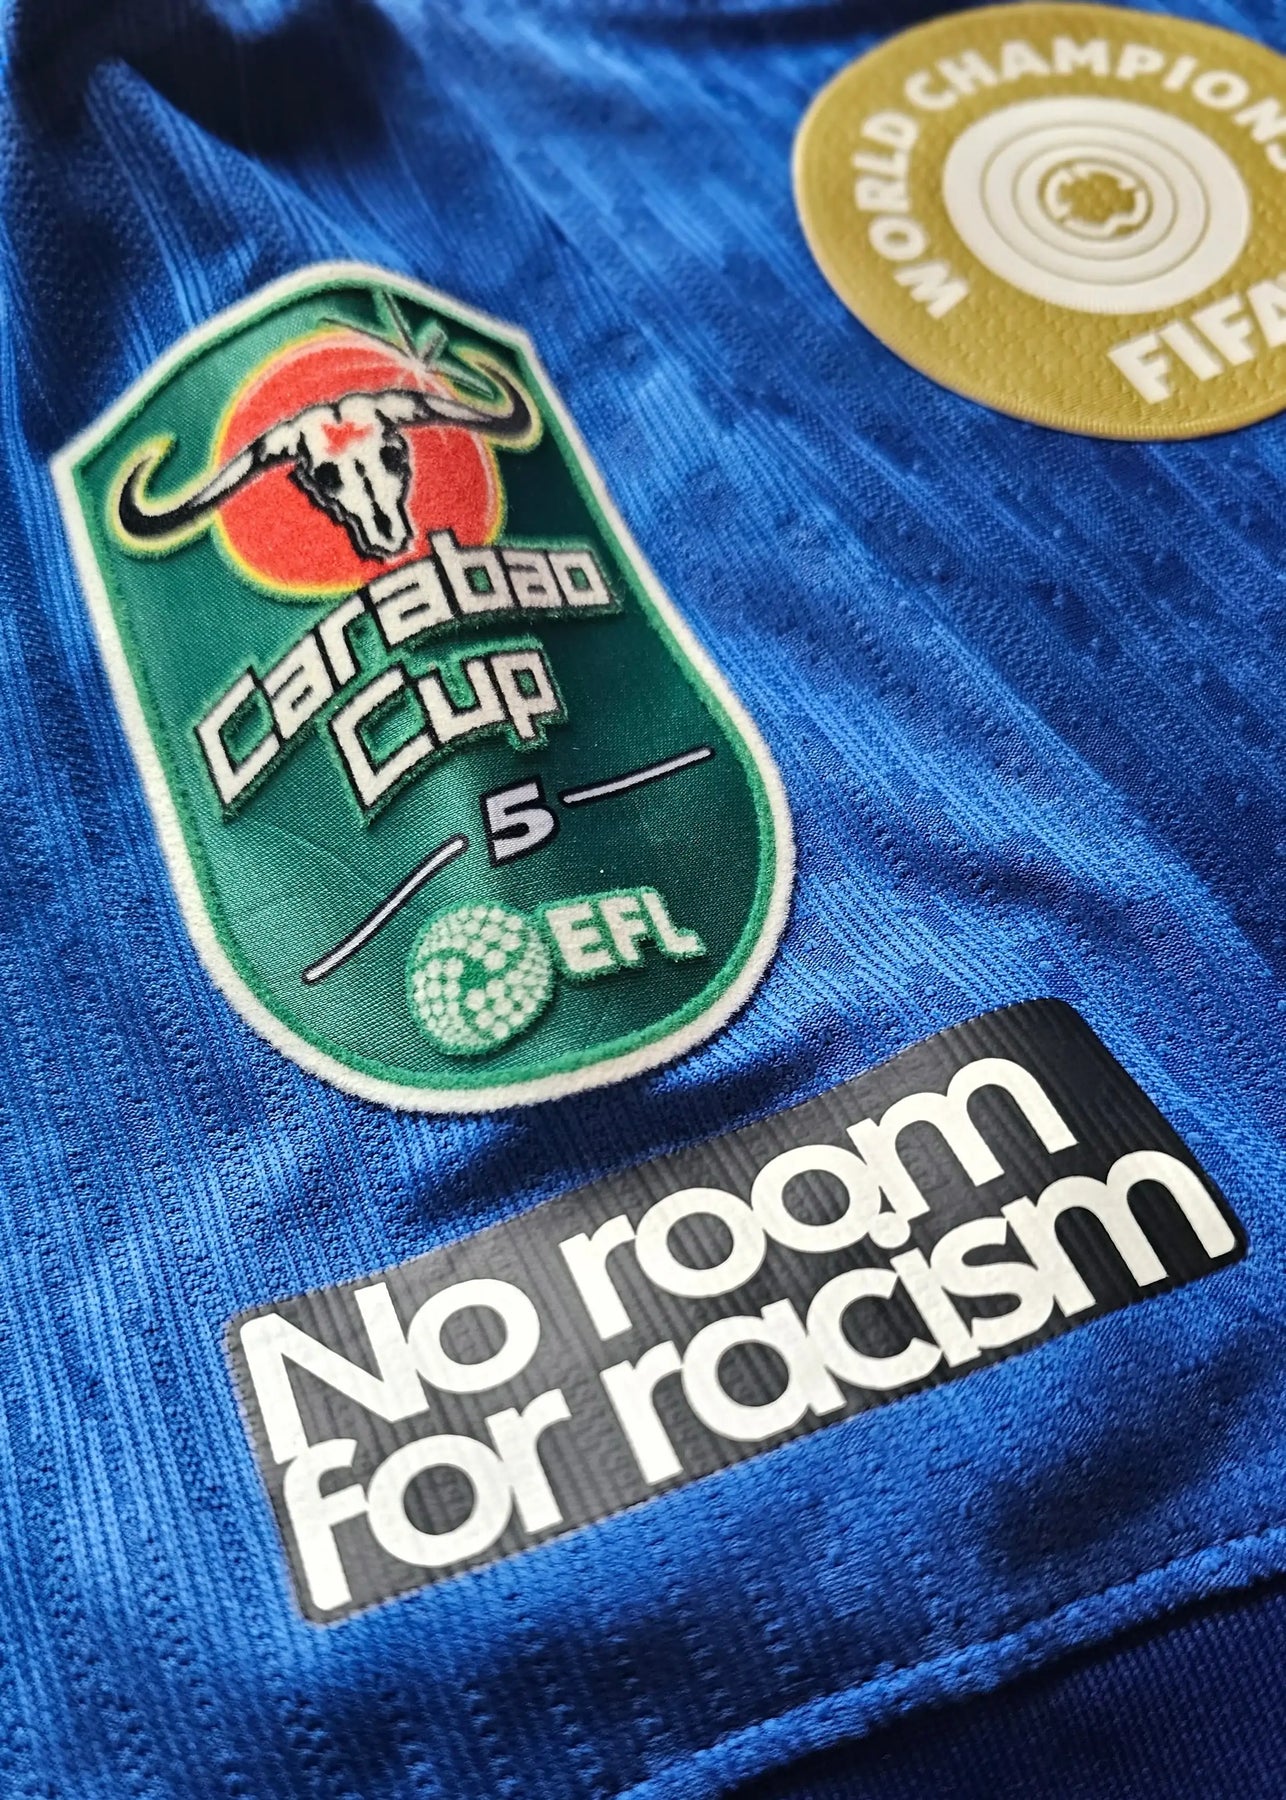 WORLD CHAMPIONS
FIFA
Carabao
Cup
5
EFL
No room
for racism